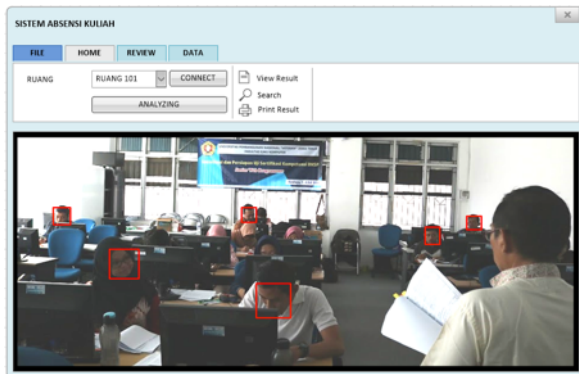 SISTEM ABSENSI KULIAH
FILE HOME REVIEW DATA
RUANG RUANG 101 CONNECT View Result
Search
ANALYZING Print Result